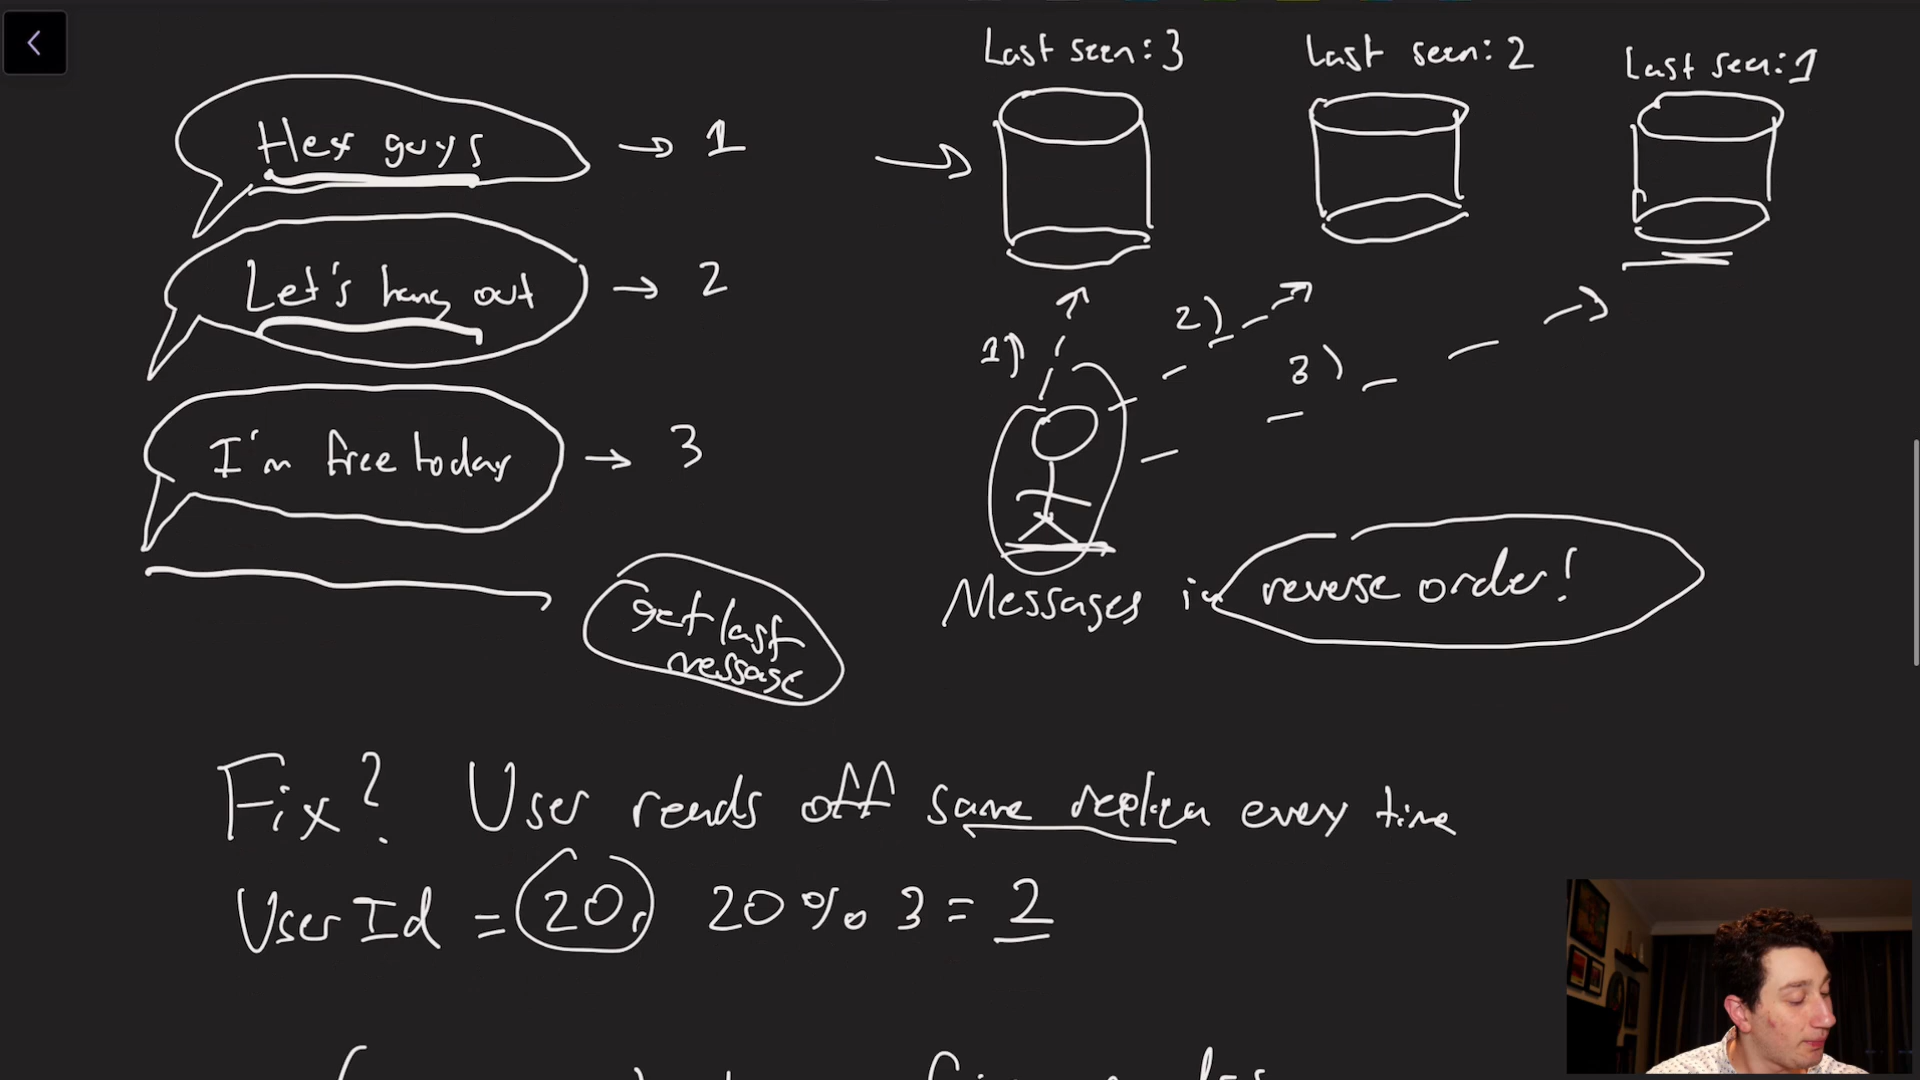 Last seen: 3
Last seen: 2
Last seen: 1
Hey guys → 1
Let's hang out → 2
I'm free today → 3
1)
2)
3)
Messages in reverse order!
get last
message
Fix? User reads off same replica every time
User Id = 20, 20 % 3 = 2